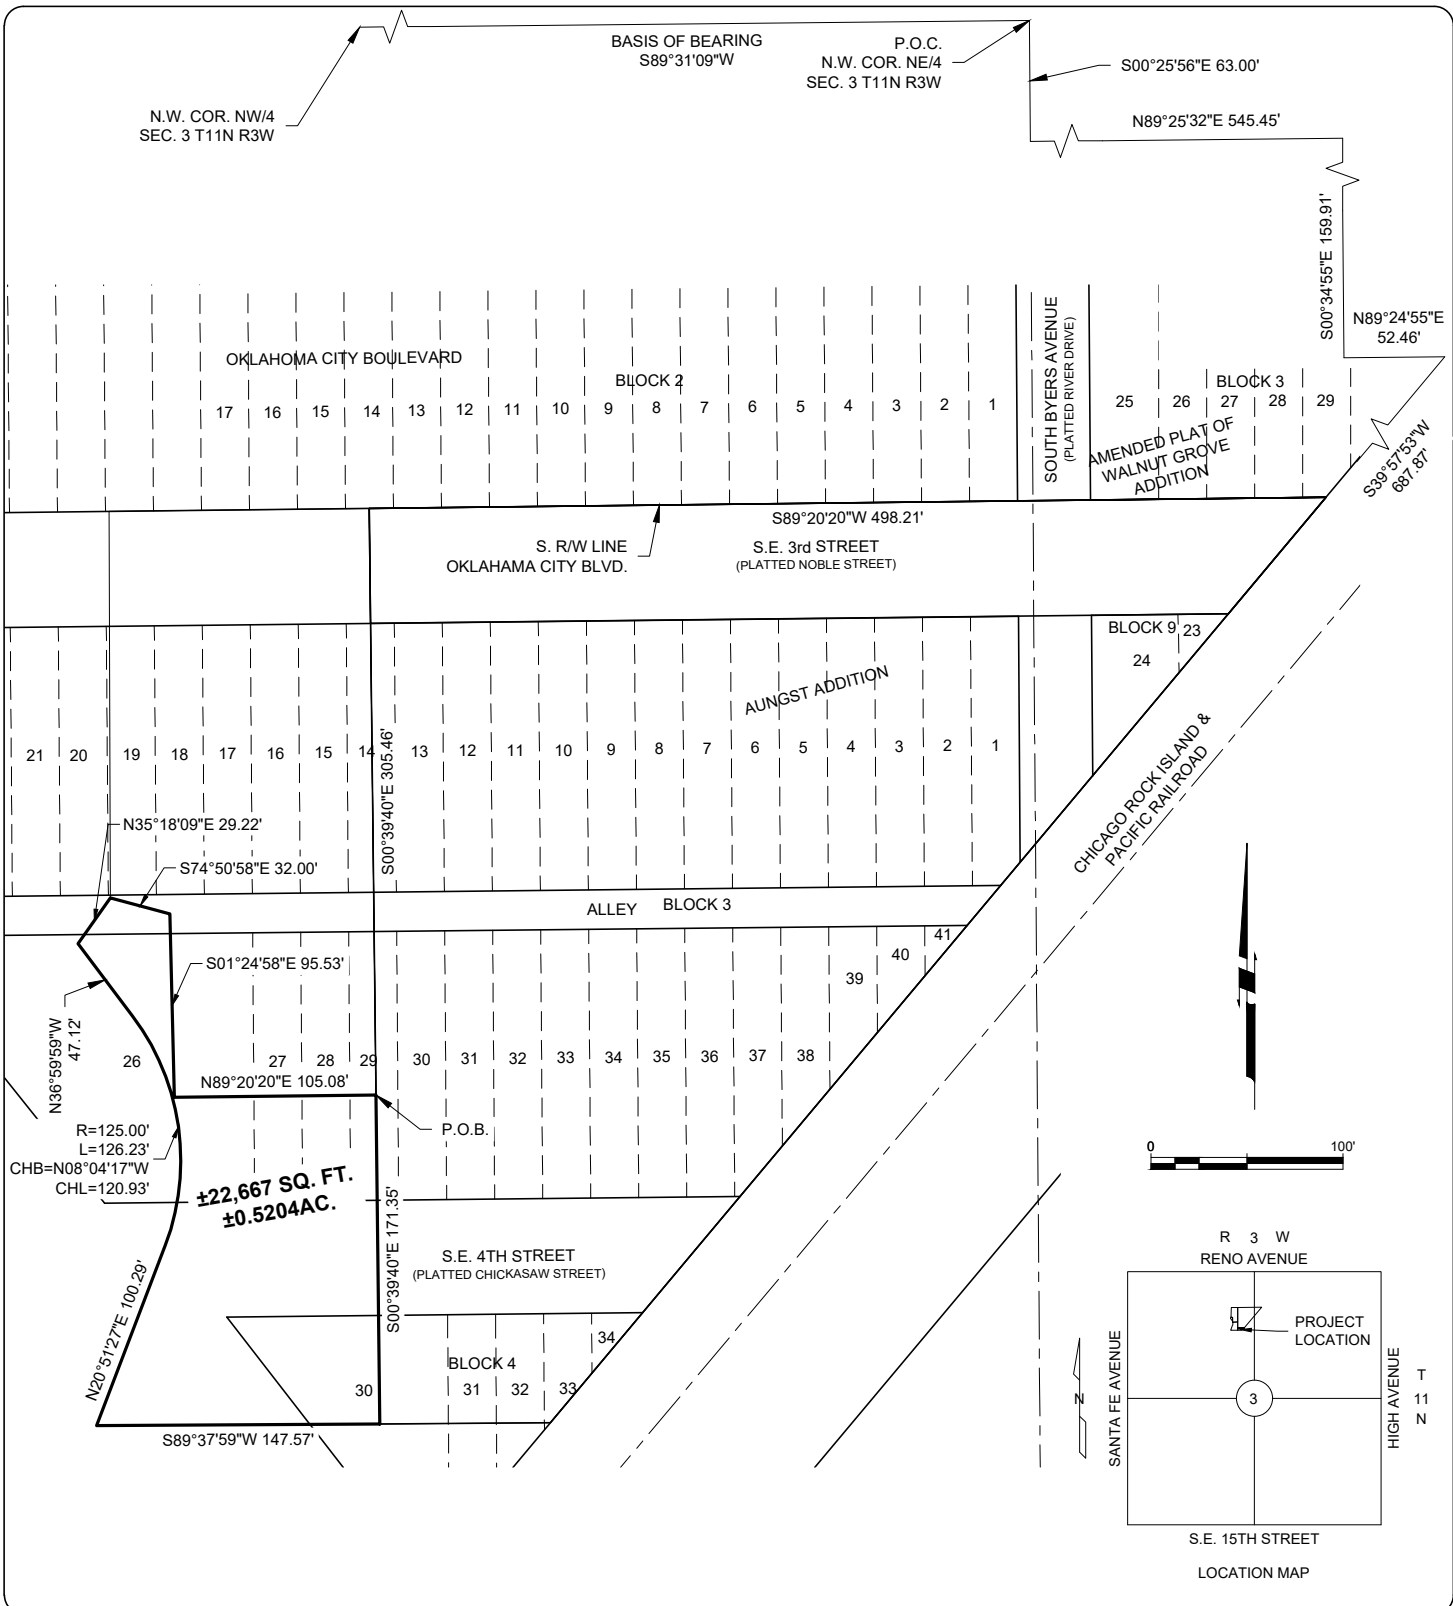 BASIS OF BEARING
S89°31'09"W
P.O.C.
N.W. COR. NE/4
SEC. 3 T11N R3W
S00°25'56"E 63.00'
N.W. COR. NW/4
SEC. 3 T11N R3W
N89°25'32"E 545.45'
S00°34'55"E 159.91'
N89°24'55"E
52.46'
OKLAHOMA CITY BOULEVARD
BLOCK 2
17 16 15 14 13 12 11 10 9 8 7 6 5 4 3 2 1
SOUTH BYERS AVENUE
(PLATTED RIVER DRIVE)
BLOCK 3
25 26 27 28 29
AMENDED PLAT OF
WALNUT GROVE
ADDITION
S39°57'53"W
687.87'
S89°20'20"W 498.21'
S. R/W LINE
OKLAHAMA CITY BLVD.
S.E. 3rd STREET
(PLATTED NOBLE STREET)
BLOCK 9
23
24
AUNGST ADDITION
21 20 19 18 17 16 15 14 13 12 11 10 9 8 7 6 5 4 3 2 1
S00°39'40"E 305.46'
CHICAGO ROCK ISLAND &
PACIFIC RAILROAD
N35°18'09"E 29.22'
S74°50'58"E 32.00'
ALLEY
BLOCK 3
S01°24'58"E 95.53'
N36°59'59"W
47.12'
26 27 28 29 30 31 32 33 34 35 36 37 38 39 40 41
N89°20'20"E 105.08'
P.O.B.
R=125.00'
L=126.23'
CHB=N08°04'17"W
CHL=120.93'
±22,667 SQ. FT.
±0.5204AC.
S00°39'40"E 171.35'
S.E. 4TH STREET
(PLATTED CHICKASAW STREET)
N20°51'27"E 100.29'
BLOCK 4
30 31 32 33 34
S89°37'59"W 147.57'
0 100'
R 3 W
RENO AVENUE
PROJECT
LOCATION
SANTA FE AVENUE
N
3
HIGH AVENUE
T
11
N
S.E. 15TH STREET
LOCATION MAP